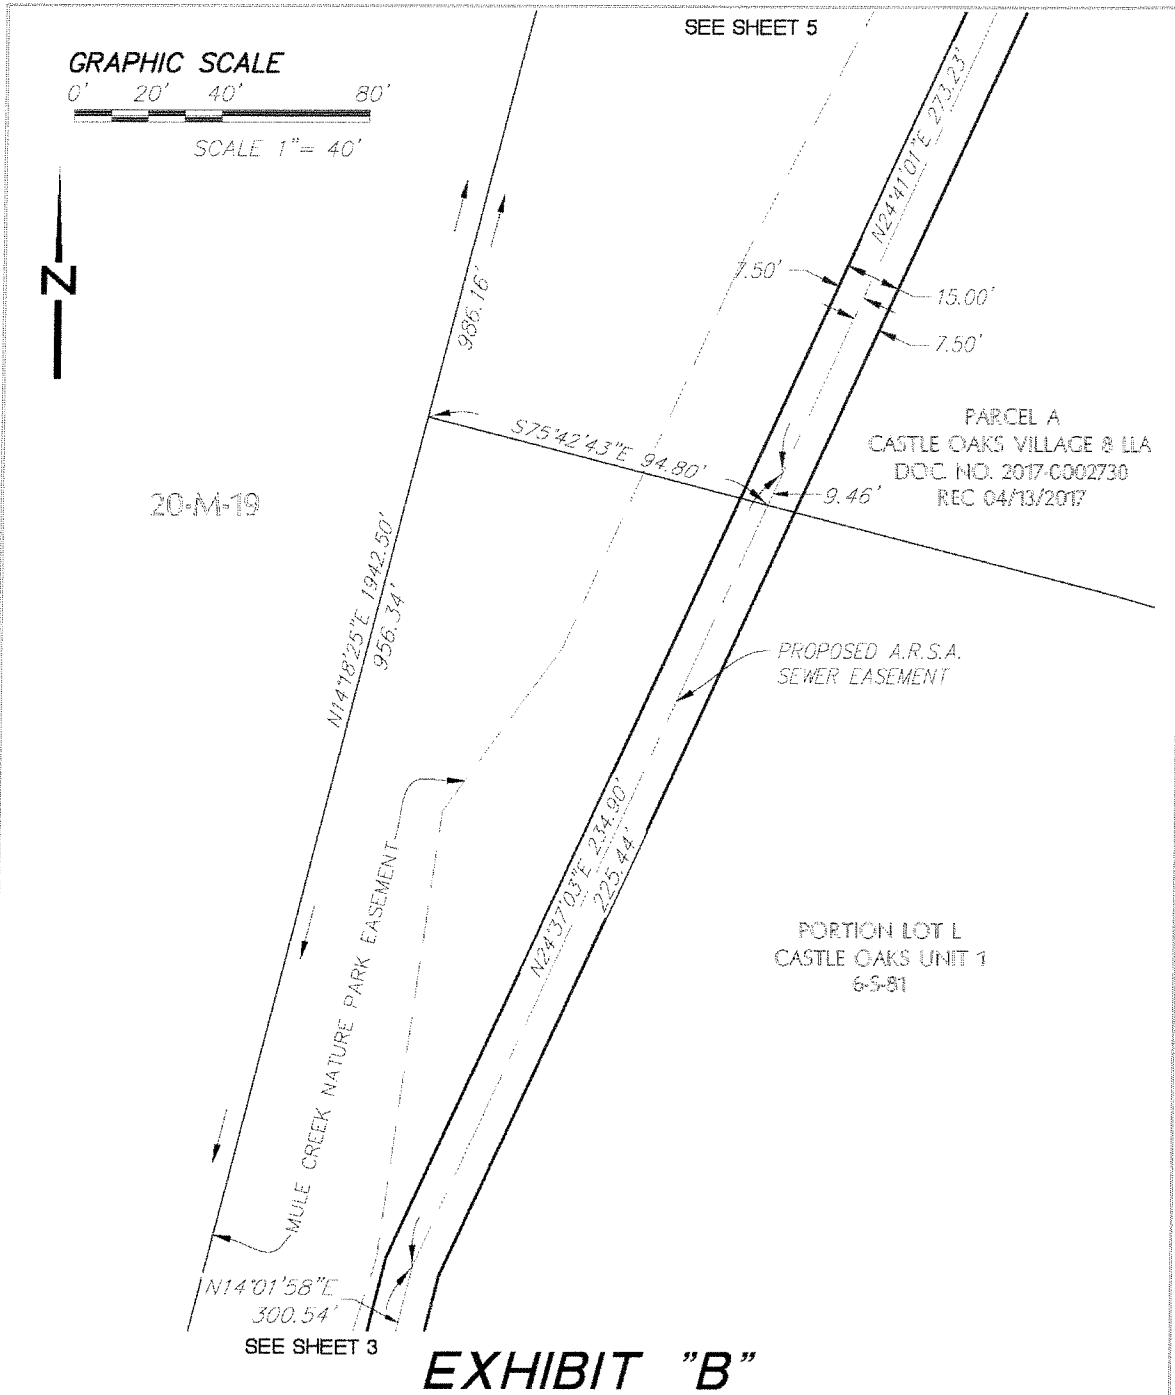 SEE SHEET 5
GRAPHIC SCALE
0' 20' 40' 80'
SCALE 1"= 40'
N
N24°41'01"E 273.23'
986.16'
7.50'
15.00'
7.50'
S75°42'43"E 94.80'
9.46'
PARCEL A
CASTLE OAKS VILLAGE 8 LLA
DOC. NO. 2017-0002730
REC 04/13/2017
20-M-19
N14°18'25"E 1942.50'
956.34'
PROPOSED A.R.S.A.
SEWER EASEMENT
N24°37'03"E 234.90'
225.44'
MULE CREEK NATURE PARK EASEMENT
PORTION LOT L
CASTLE OAKS UNIT 1
6-S-81
N14°01'58"E
300.54'
SEE SHEET 3
EXHIBIT "B"